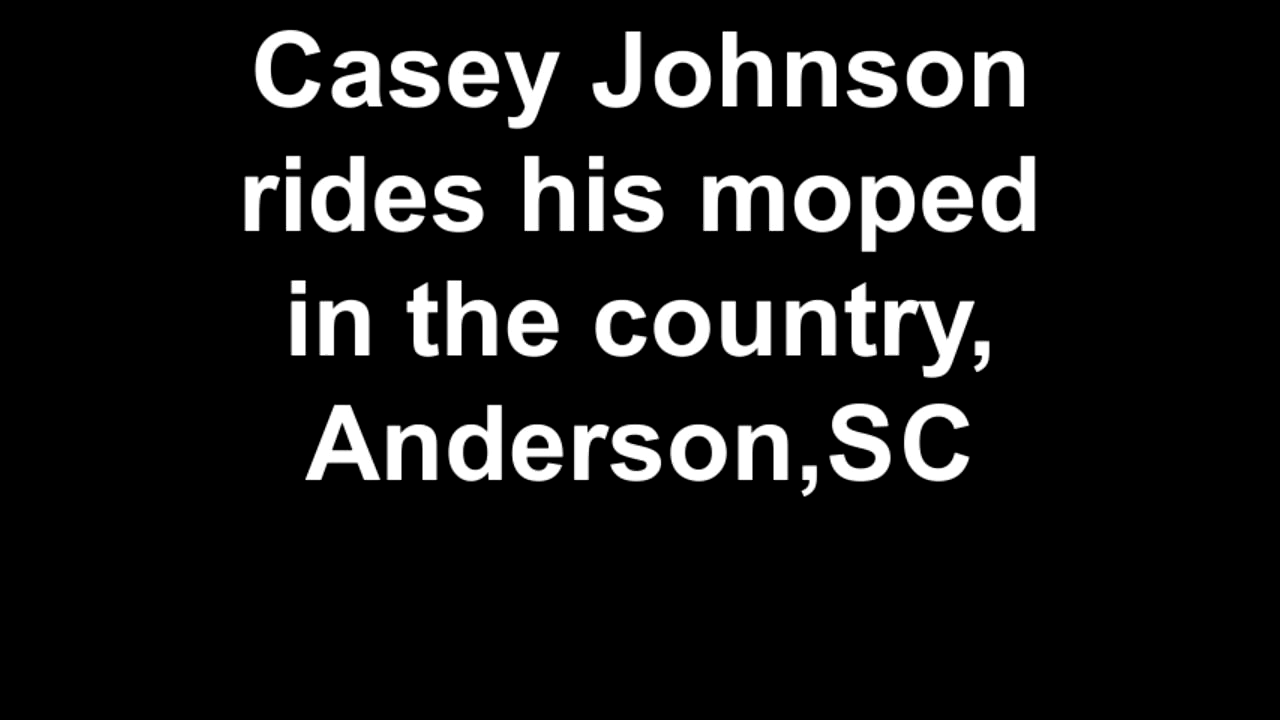 Casey Johnson
rides his moped
in the country,
Anderson,SC